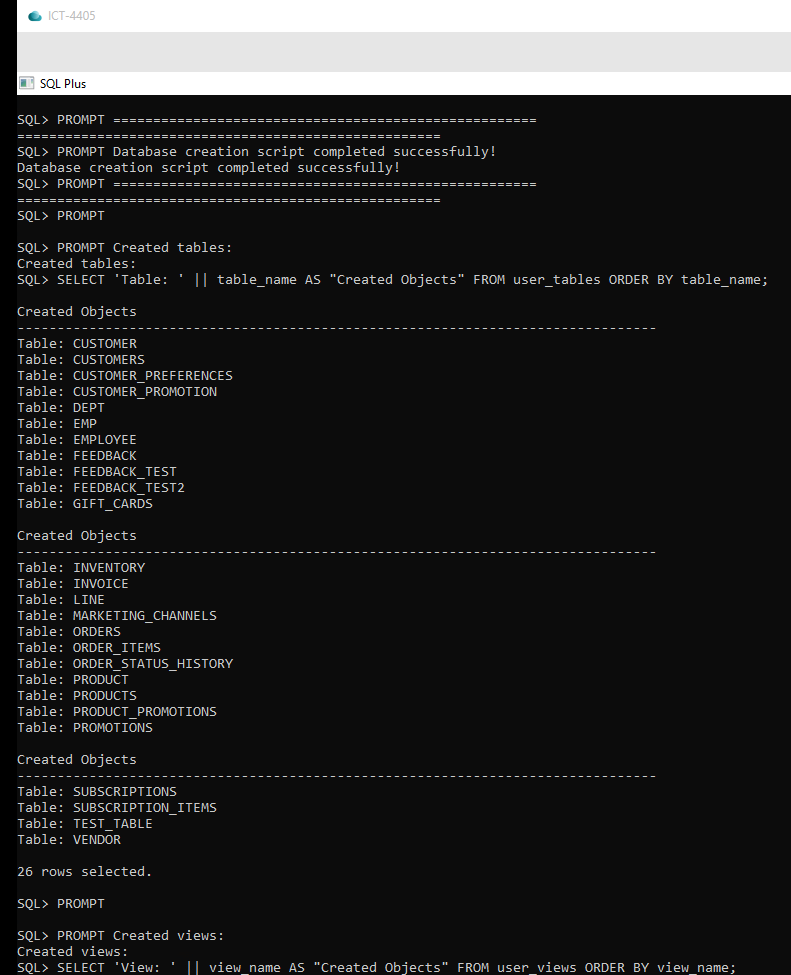 ICT-4405
SQL Plus
SQL> PROMPT =====================================================
=====================================================
SQL> PROMPT Database creation script completed successfully!
Database creation script completed successfully!
SQL> PROMPT =====================================================
=====================================================
SQL> PROMPT
SQL> PROMPT Created tables:
Created tables:
SQL> SELECT 'Table: ' || table_name AS "Created Objects" FROM user_tables ORDER BY table_name;
Created Objects
--------------------------------------------------------------------------------
Table: CUSTOMER
Table: CUSTOMERS
Table: CUSTOMER_PREFERENCES
Table: CUSTOMER_PROMOTION
Table: DEPT
Table: EMP
Table: EMPLOYEE
Table: FEEDBACK
Table: FEEDBACK_TEST
Table: FEEDBACK_TEST2
Table: GIFT_CARDS
Created Objects
--------------------------------------------------------------------------------
Table: INVENTORY
Table: INVOICE
Table: LINE
Table: MARKETING_CHANNELS
Table: ORDERS
Table: ORDER_ITEMS
Table: ORDER_STATUS_HISTORY
Table: PRODUCT
Table: PRODUCTS
Table: PRODUCT_PROMOTIONS
Table: PROMOTIONS
Created Objects
--------------------------------------------------------------------------------
Table: SUBSCRIPTIONS
Table: SUBSCRIPTION_ITEMS
Table: TEST_TABLE
Table: VENDOR
26 rows selected.
SQL> PROMPT
SQL> PROMPT Created views:
Created views:
SQL> SELECT 'View: ' || view_name AS "Created Objects" FROM user_views ORDER BY view_name;